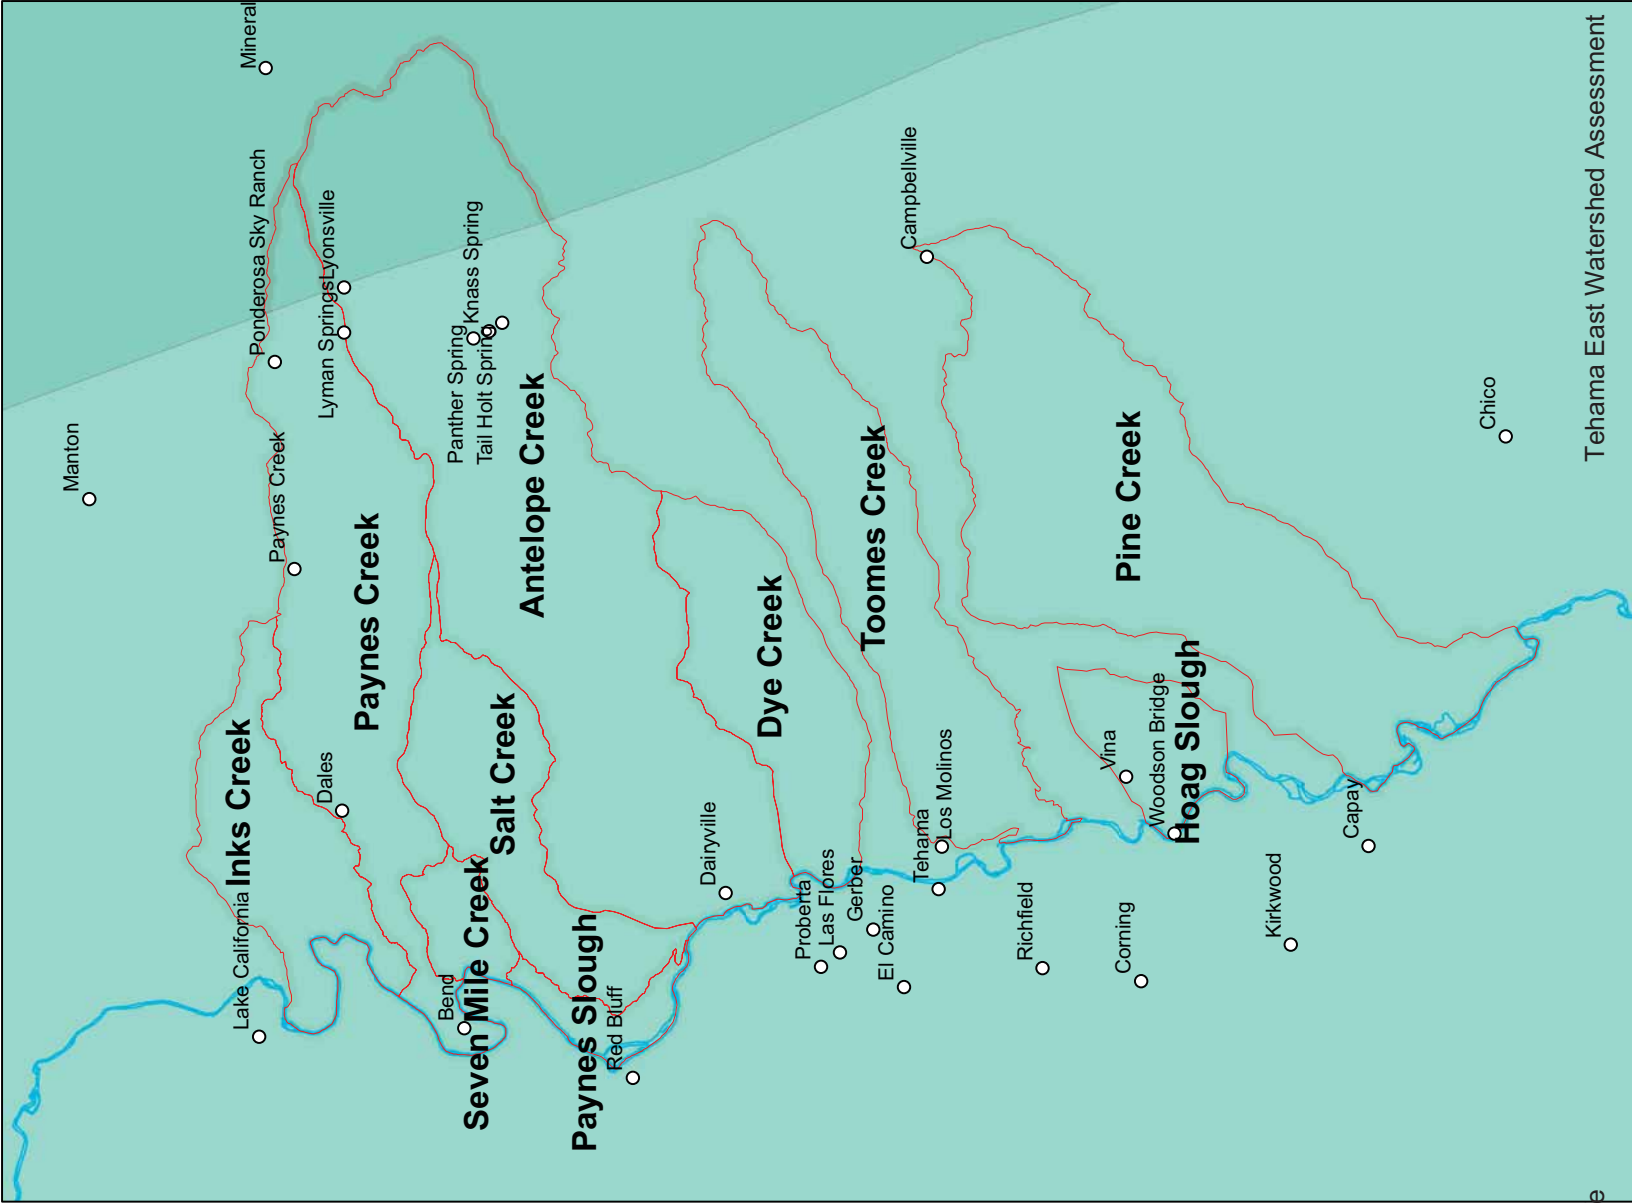 Mineral
Manton
Ponderosa Sky Ranch
Lyonsville
Lyman Springs
Knass Spring
Panther Spring
Tail Holt Spring
Paynes Creek
Paynes Creek
Antelope Creek
Campbellville
Inks Creek
Dales
Salt Creek
Dye Creek
Toomes Creek
Pine Creek
Chico
Lake California
Bend
Seven Mile Creek
Paynes Slough
Red Bluff
Dairyville
Proberta
Las Flores
Gerber
El Camino
Tehama
Los Molinos
Richfield
Corning
Vina
Woodson Bridge
Hoag Slough
Kirkwood
Capay
Tehama East Watershed Assessment
e